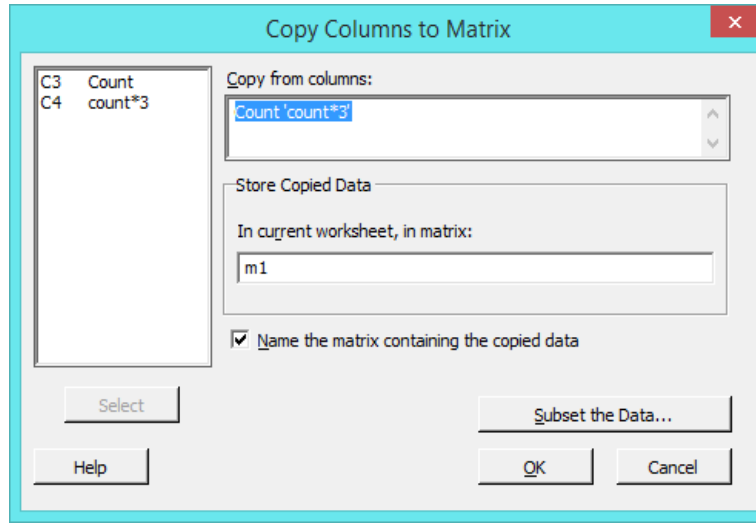 Copy Columns to Matrix
×
C3 Count
C4 count*3
Copy from columns:
Count 'count*3'
Store Copied Data
In current worksheet, in matrix:
m1
Name the matrix containing the copied data
Select
Subset the Data...
Help
OK
Cancel